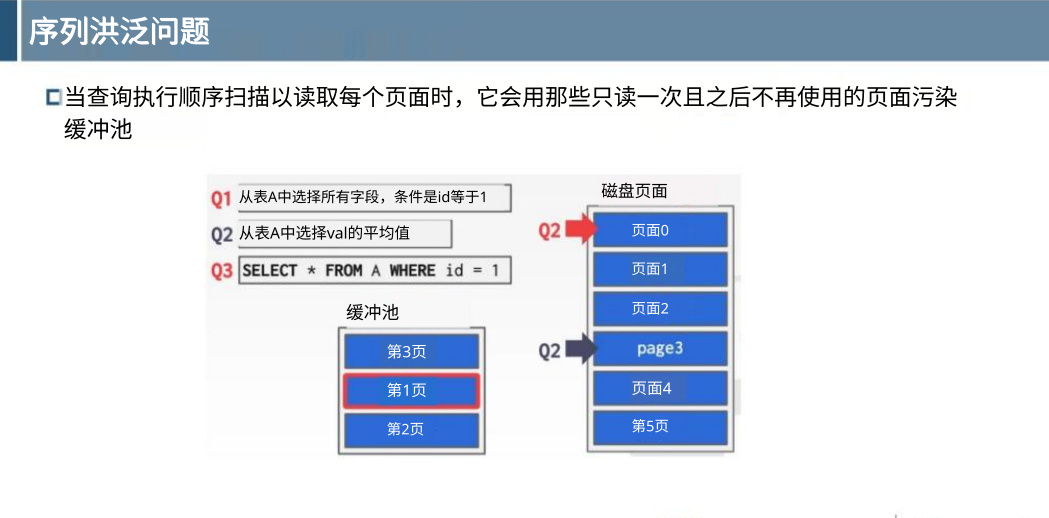 序列洪泛问题
当查询执行顺序扫描以读取每个页面时，它会用那些只读一次且之后不再使用的页面污染
缓冲池
Q1 从表A中选择所有字段，条件是id等于1
Q2 从表A中选择val的平均值
Q3 SELECT * FROM A WHERE id = 1
缓冲池
第3页
第1页
第2页
磁盘页面
Q2 页面0
页面1
页面2
Q2 page3
页面4
第5页